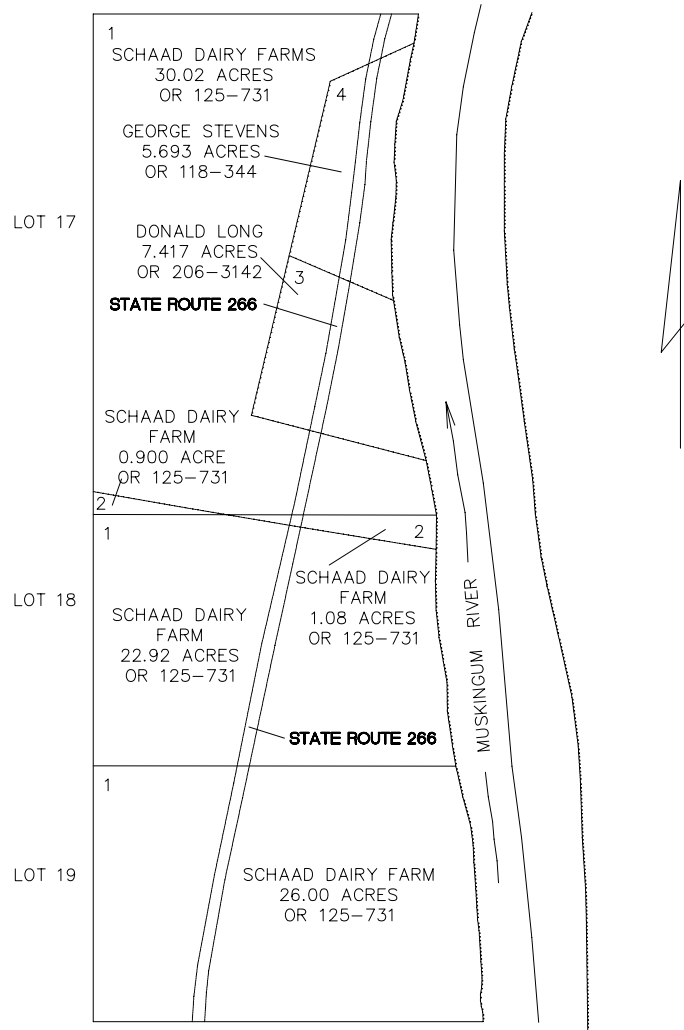 1
SCHAAD DAIRY FARMS
30.02 ACRES
OR 125-731
4
GEORGE STEVENS
5.693 ACRES
OR 118-344
LOT 17
DONALD LONG
7.417 ACRES
OR 206-3142
3
STATE ROUTE 266
SCHAAD DAIRY
FARM
0.900 ACRE
OR 125-731
2
1
2
SCHAAD DAIRY
FARM
1.08 ACRES
OR 125-731
LOT 18
SCHAAD DAIRY
FARM
22.92 ACRES
OR 125-731
MUSKINGUM RIVER
STATE ROUTE 266
1
LOT 19
SCHAAD DAIRY FARM
26.00 ACRES
OR 125-731